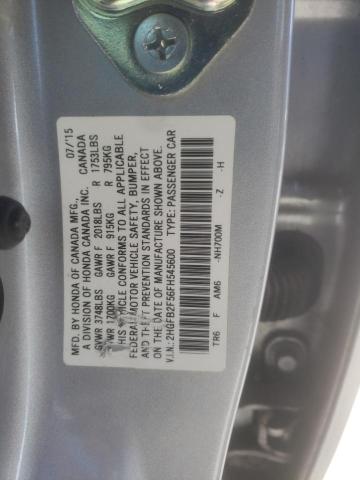 MFD. BY HONDA OF CANADA MFG., 07/'15
A DIVISION OF HONDA CANADA INC. CANADA
GVWR 3748LBS GAWR F 2018LBS R 1753LBS
GVWR 1700KG GAWR F 915KG R 795KG
THIS VEHICLE CONFORMS TO ALL APPLICABLE
FEDERAL MOTOR VEHICLE SAFETY, BUMPER,
AND THEFT PREVENTION STANDARDS IN EFFECT
ON THE DATE OF MANUFACTURE SHOWN ABOVE.
V.I.N.: 2HGFB2F56FH545600 TYPE: PASSENGER CAR
TR6 F AM6 -NH700M -Z -H